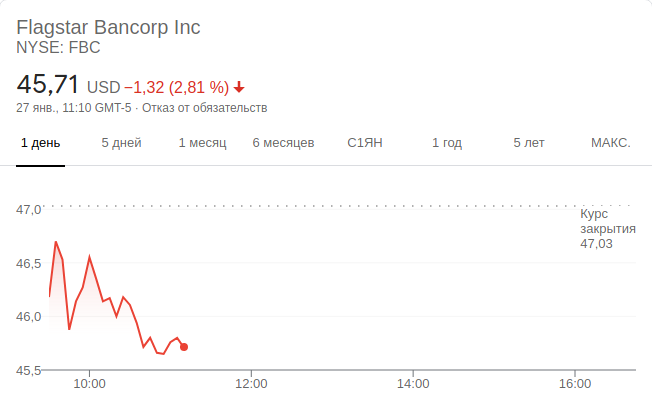 Flagstar Bancorp Inc
NYSE: FBC
45,71 USD −1,32 (2,81 %)
27 янв., 11:10 GMT-5 · Отказ от обязательств
1 день 5 дней 1 месяц 6 месяцев С1ЯН 1 год 5 лет МАКС.
47,0
Курс
закрытия
47,03
46,5
46,0
45,5
10:00 12:00 14:00 16:00